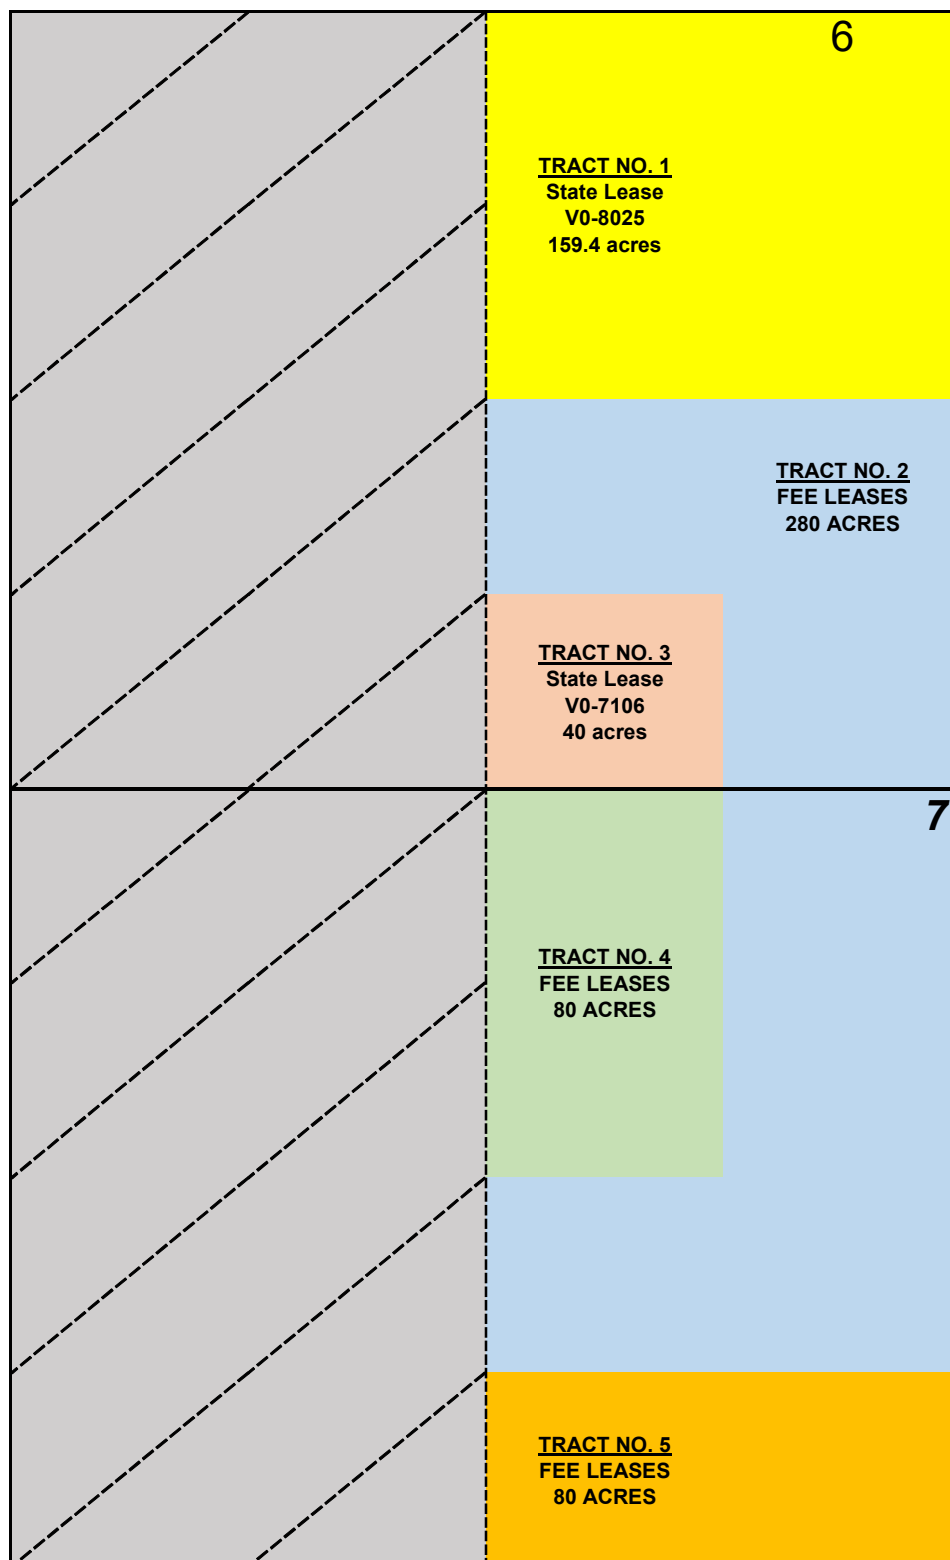 6
TRACT NO. 1
State Lease
V0-8025
159.4 acres
TRACT NO. 2
FEE LEASES
280 ACRES
TRACT NO. 3
State Lease
V0-7106
40 acres
7
TRACT NO. 4
FEE LEASES
80 ACRES
TRACT NO. 5
FEE LEASES
80 ACRES